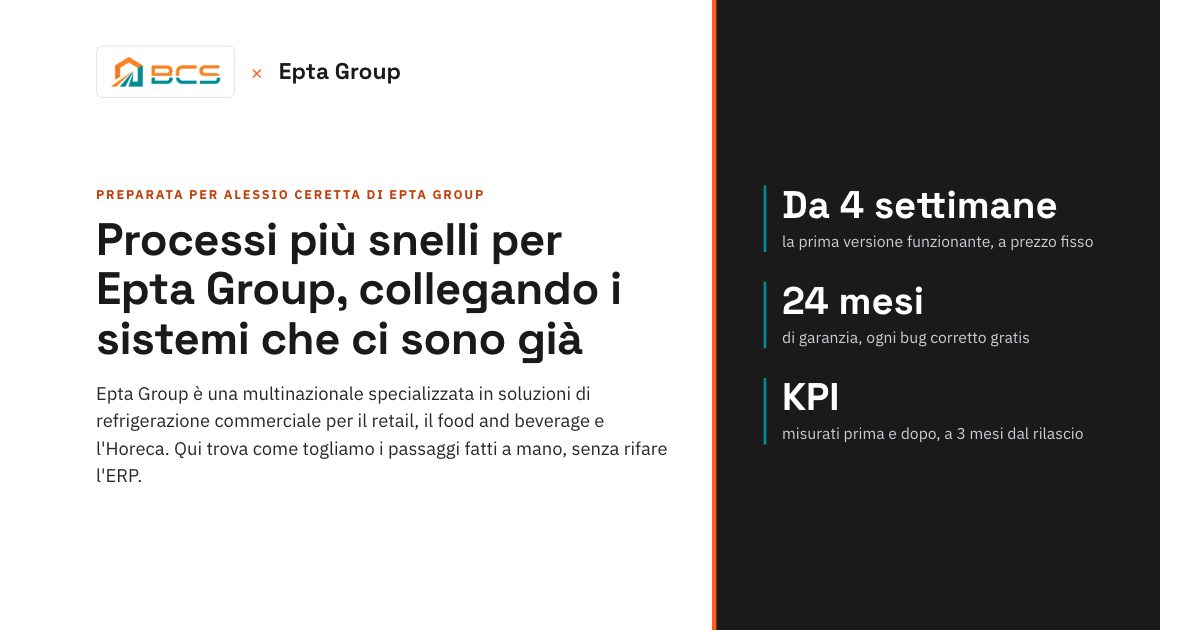 BCS × Epta Group
PREPARATA PER ALESSIO CERETTA DI EPTA GROUP
Processi più snelli per
Epta Group, collegando i
sistemi che ci sono già
Epta Group è una multinazionale specializzata in soluzioni di
refrigerazione commerciale per il retail, il food and beverage e
l'Horeca. Qui trova come togliamo i passaggi fatti a mano, senza rifare
l'ERP.
Da 4 settimane
la prima versione funzionante, a prezzo fisso
24 mesi
di garanzia, ogni bug corretto gratis
KPI
misurati prima e dopo, a 3 mesi dal rilascio